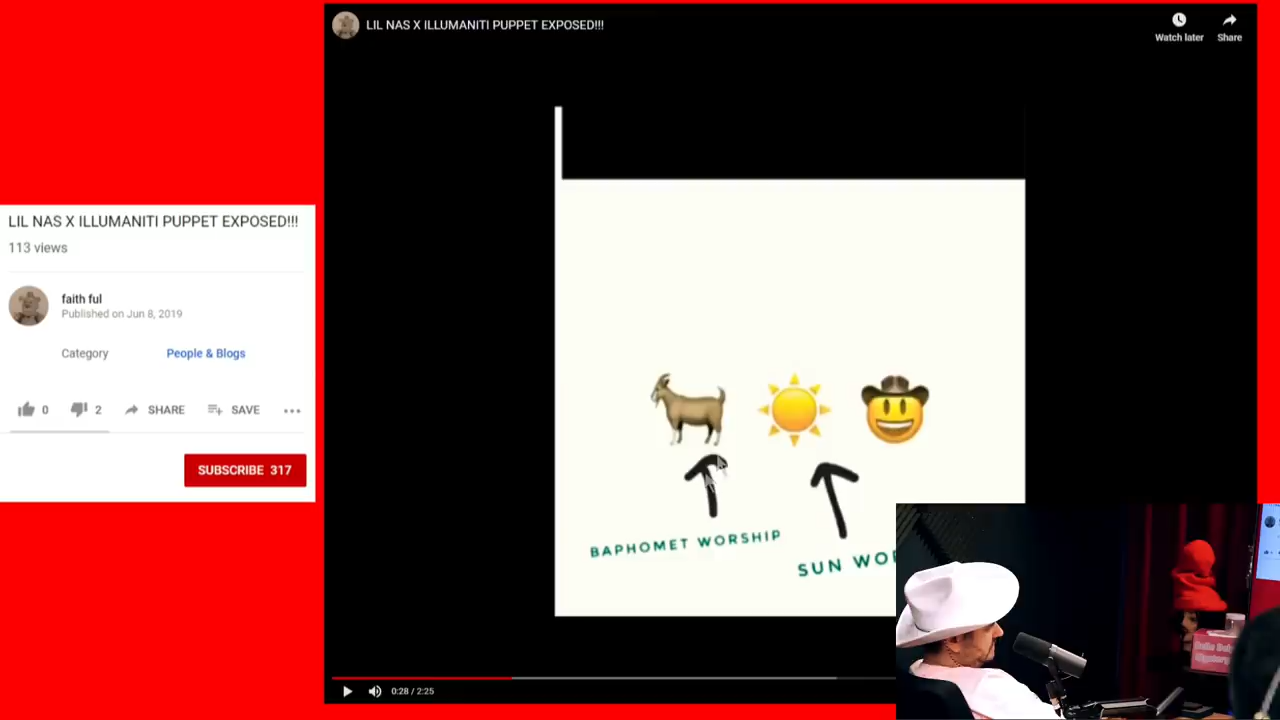 LIL NAS X ILLUMANITI PUPPET EXPOSED!!!
Watch later
Share
LIL NAS X ILLUMANITI PUPPET EXPOSED!!!
113 views
faith ful
Published on Jun 8, 2019
Category
People & Blogs
0
2
SHARE
SAVE
SUBSCRIBE 317
BAPHOMET WORSHIP
SUN WO
0:28 / 2:25